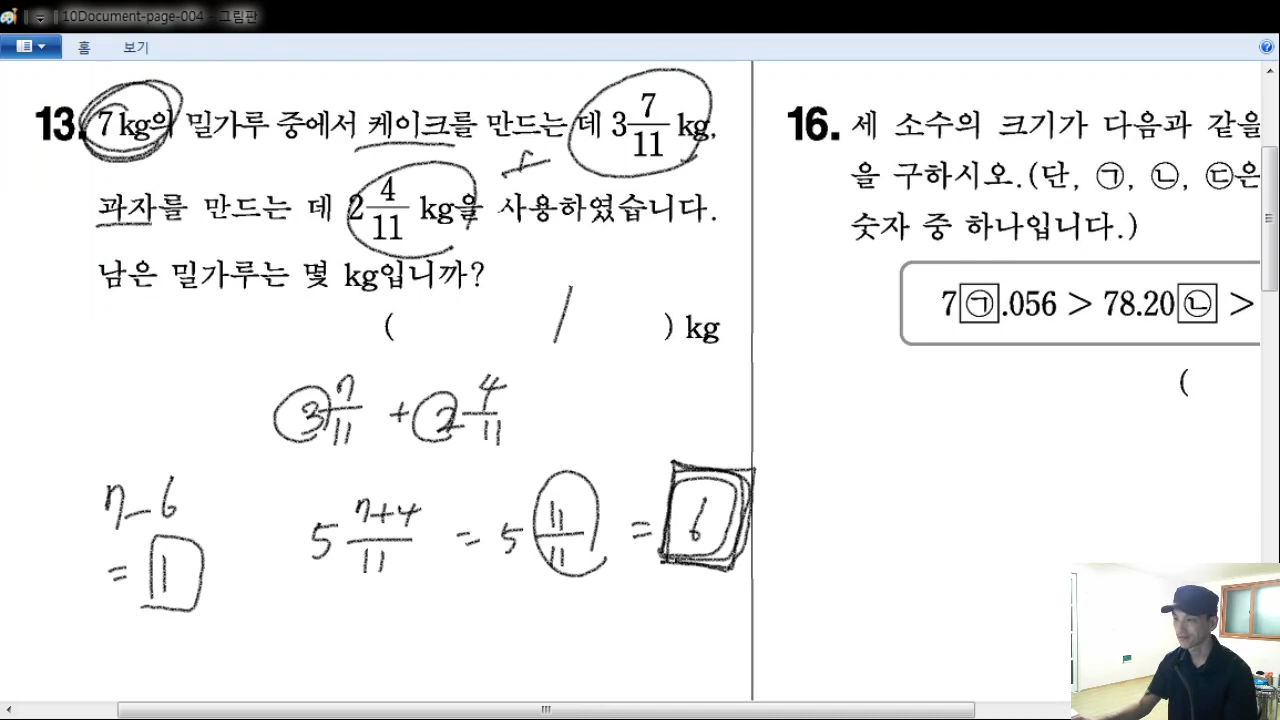 10Document-page-004 - 그림판
홈 보기
13. 7 kg의 밀가루 중에서 케이크를 만드는 데 3 7/11 kg,
과자를 만드는 데 2 4/11 kg을 사용하였습니다.
남은 밀가루는 몇 kg입니까?
( 1 ) kg
3 7/11 + 2 4/11
5 7+4/11 = 5 11/11 = 6
7-6
= 1
16. 세 소수의 크기가 다음과 같을
을 구하시오.(단, ㉠, ㉡, ㉢은
숫자 중 하나입니다.)
7㉠.056 > 78.20㉡ >
(